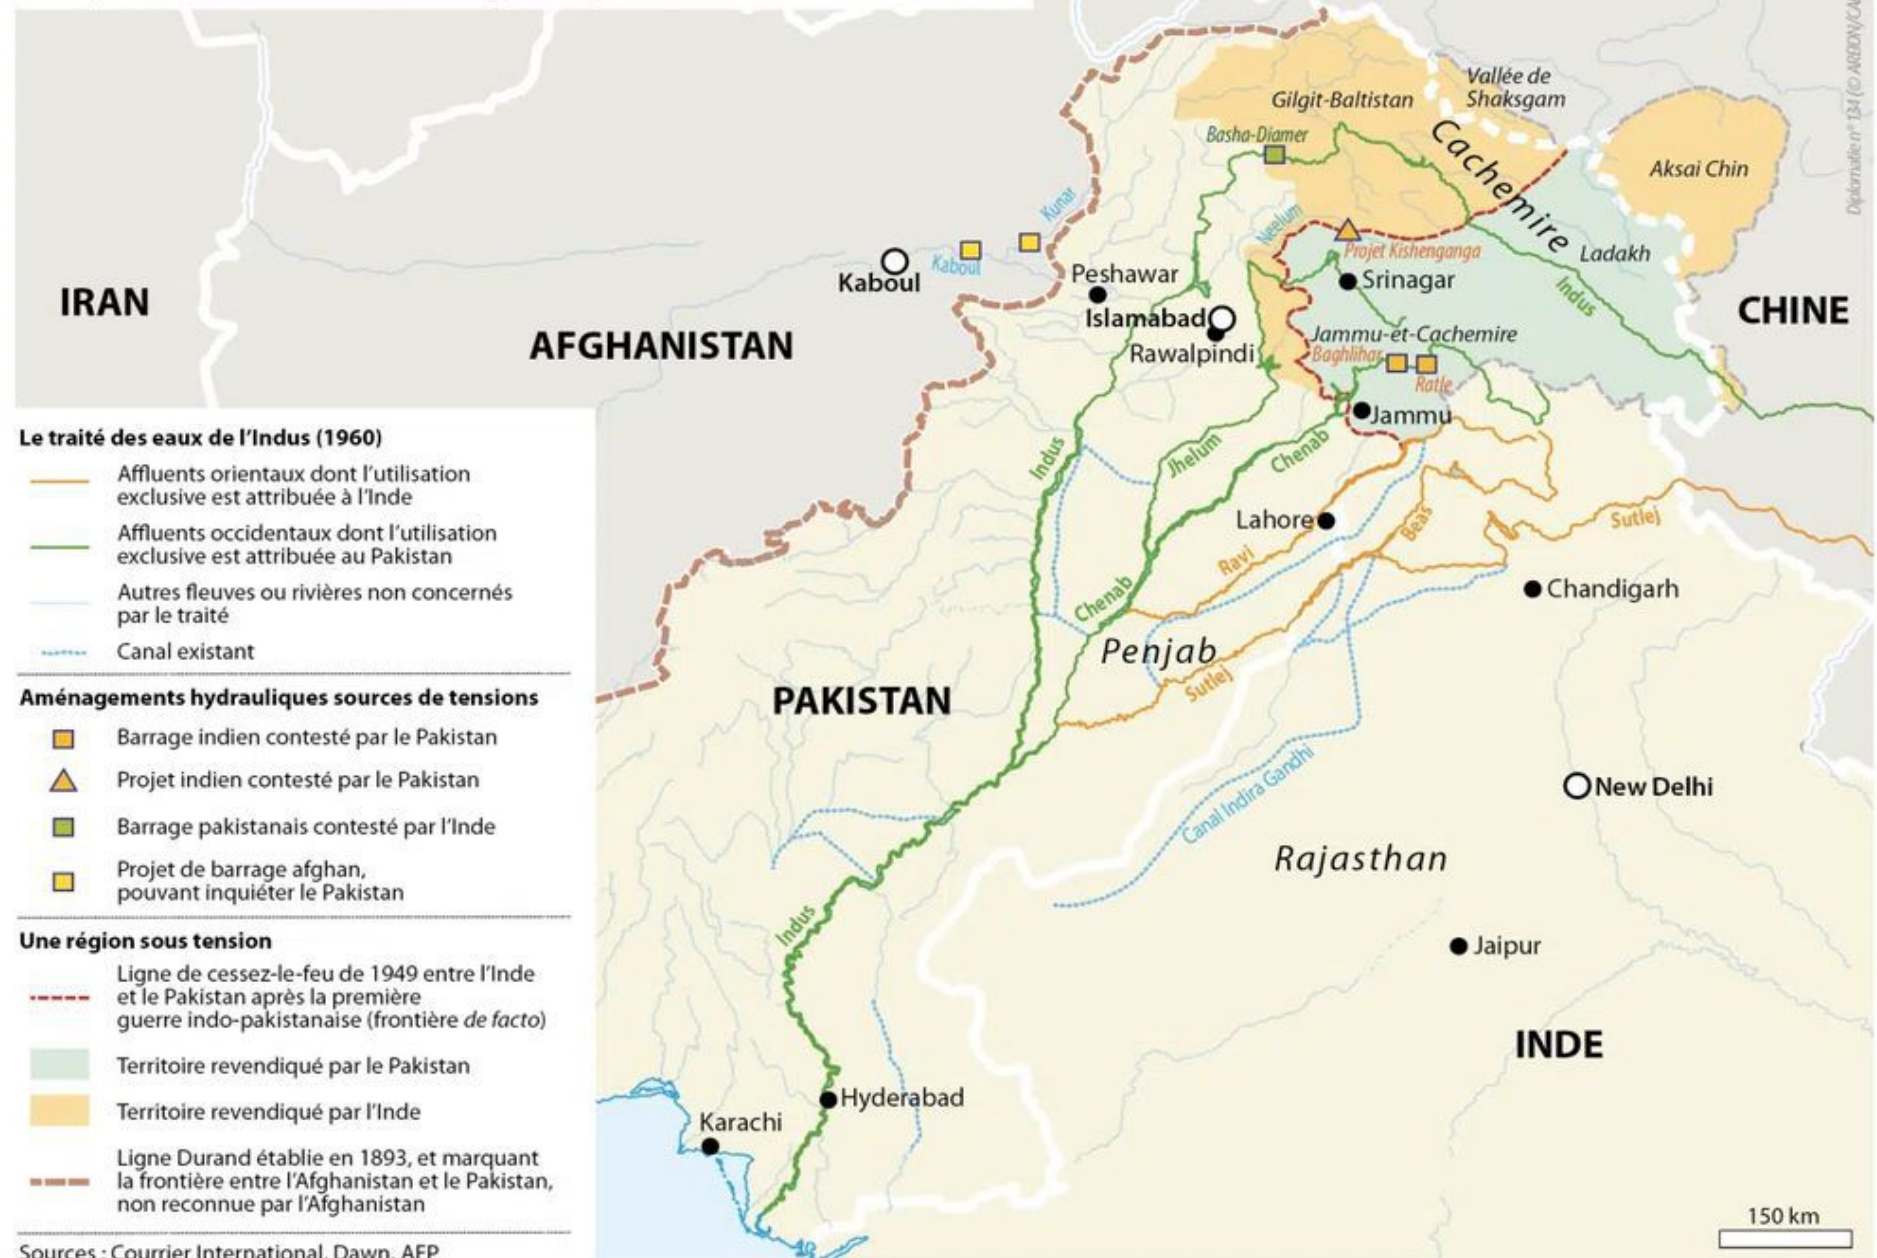 Diplomatie n° 134 (© AREION/CA
Vallée de
Shaksgam
Gilgit-Baltistan
Basha-Diamer
Cachemire
Aksai Chin
Kunar
Neelum
Projet Kishenganga
Ladakh
Kaboul
Kaboul
Peshawar
Srinagar
Indus
IRAN
CHINE
Islamabad
AFGHANISTAN
Rawalpindi
Jammu-et-Cachemire
Baghlihar
Ratle
Jammu
Indus
Jhelum
Chenab
Lahore
Beas
Sutlej
Ravi
Chenab
Chandigarh
Penjab
Sutlej
PAKISTAN
New Delhi
Canal Indira Gandhi
Rajasthan
Indus
Jaipur
INDE
Hyderabad
Karachi
150 km
Le traité des eaux de l'Indus (1960)
Affluents orientaux dont l'utilisation
exclusive est attribuée à l'Inde
Affluents occidentaux dont l'utilisation
exclusive est attribuée au Pakistan
Autres fleuves ou rivières non concernés
par le traité
Canal existant
Aménagements hydrauliques sources de tensions
Barrage indien contesté par le Pakistan
Projet indien contesté par le Pakistan
Barrage pakistanais contesté par l'Inde
Projet de barrage afghan,
pouvant inquiéter le Pakistan
Une région sous tension
Ligne de cessez-le-feu de 1949 entre l'Inde
et le Pakistan après la première
guerre indo-pakistanaise (frontière de facto)
Territoire revendiqué par le Pakistan
Territoire revendiqué par l'Inde
Ligne Durand établie en 1893, et marquant
la frontière entre l'Afghanistan et le Pakistan,
non reconnue par l'Afghanistan
Sources : Courrier International, Dawn, AFP